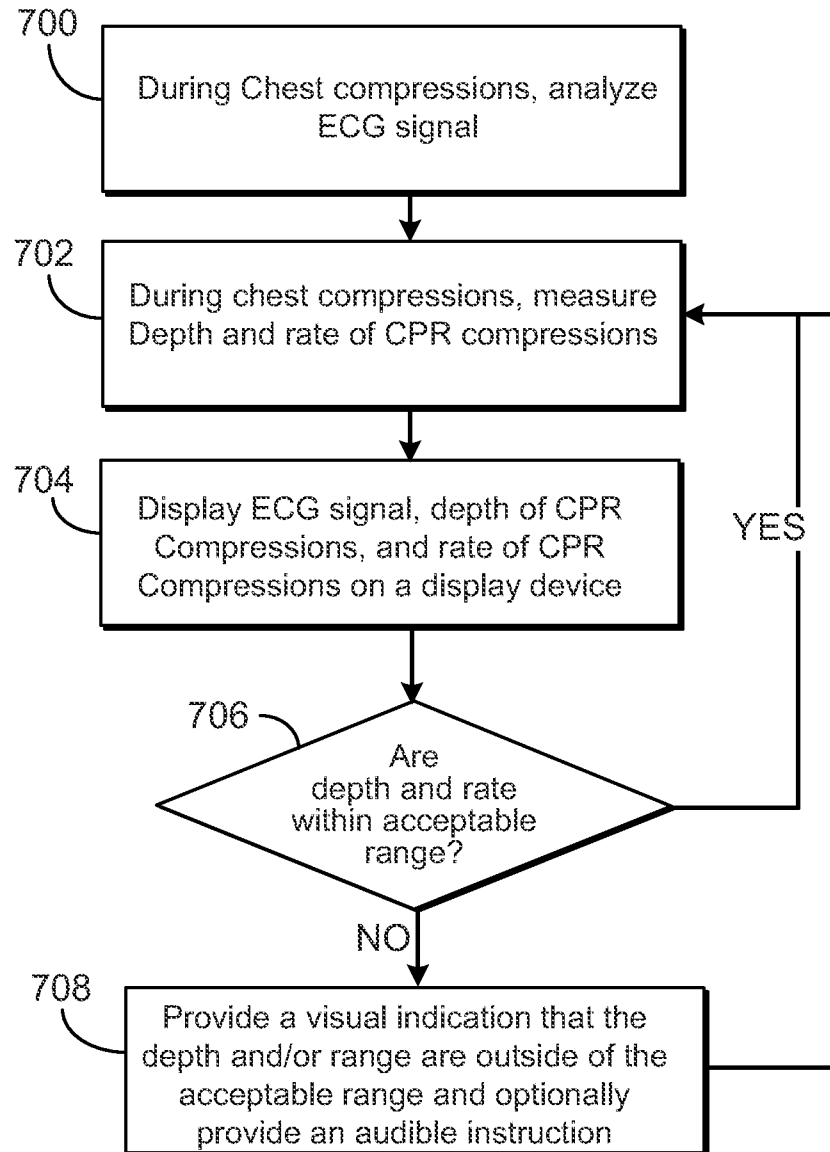 700
During Chest compressions, analyze
ECG signal
702
During chest compressions, measure
Depth and rate of CPR compressions
704
Display ECG signal, depth of CPR
Compressions, and rate of CPR
Compressions on a display device
YES
706
Are
depth and rate
within acceptable
range?
NO
708
Provide a visual indication that the
depth and/or range are outside of the
acceptable range and optionally
provide an audible instruction